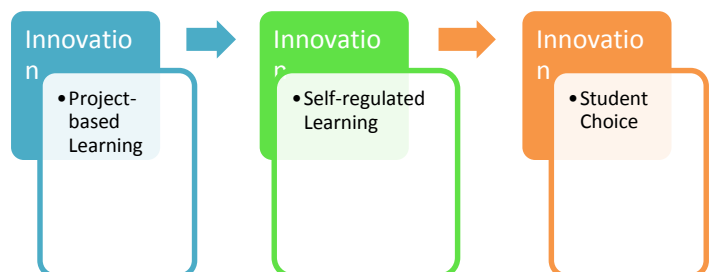 Innovatio
n
•Project-
based
Learning
Innovatio
n
•Self-regulated
Learning
Innovatio
n
•Student
Choice